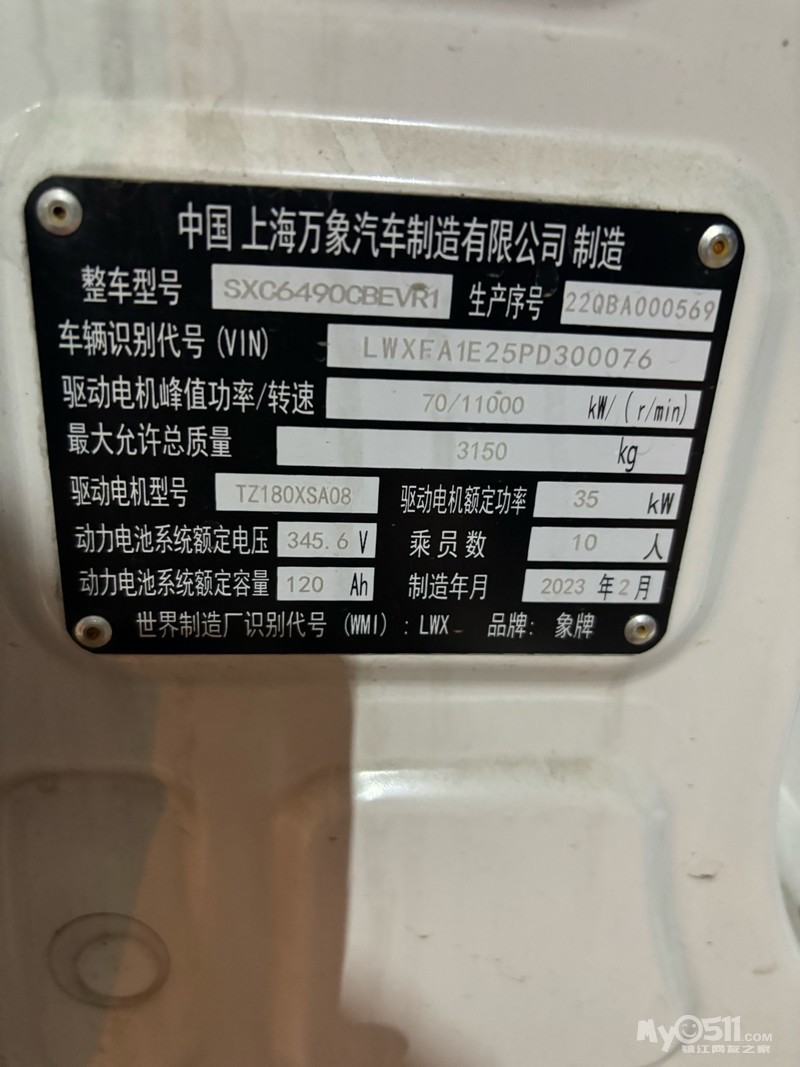 中国 上海万象汽车制造有限公司 制造
整车型号 SXC6490CBEVR1 生产序号 22QBA000569
车辆识别代号 (VIN) LWXFA1E25PD300076
驱动电机峰值功率/转速 70/11000 kW/(r/min)
最大允许总质量 3150 kg
驱动电机型号 TZ180XSA08 驱动电机额定功率 35 kW
动力电池系统额定电压 345.6 V 乘员数 10 人
动力电池系统额定容量 120 Ah 制造年月 2023 年 2 月
世界制造厂识别代号 (WMI) : LWX 品牌: 象牌
My0511.COM
镇江网友之家